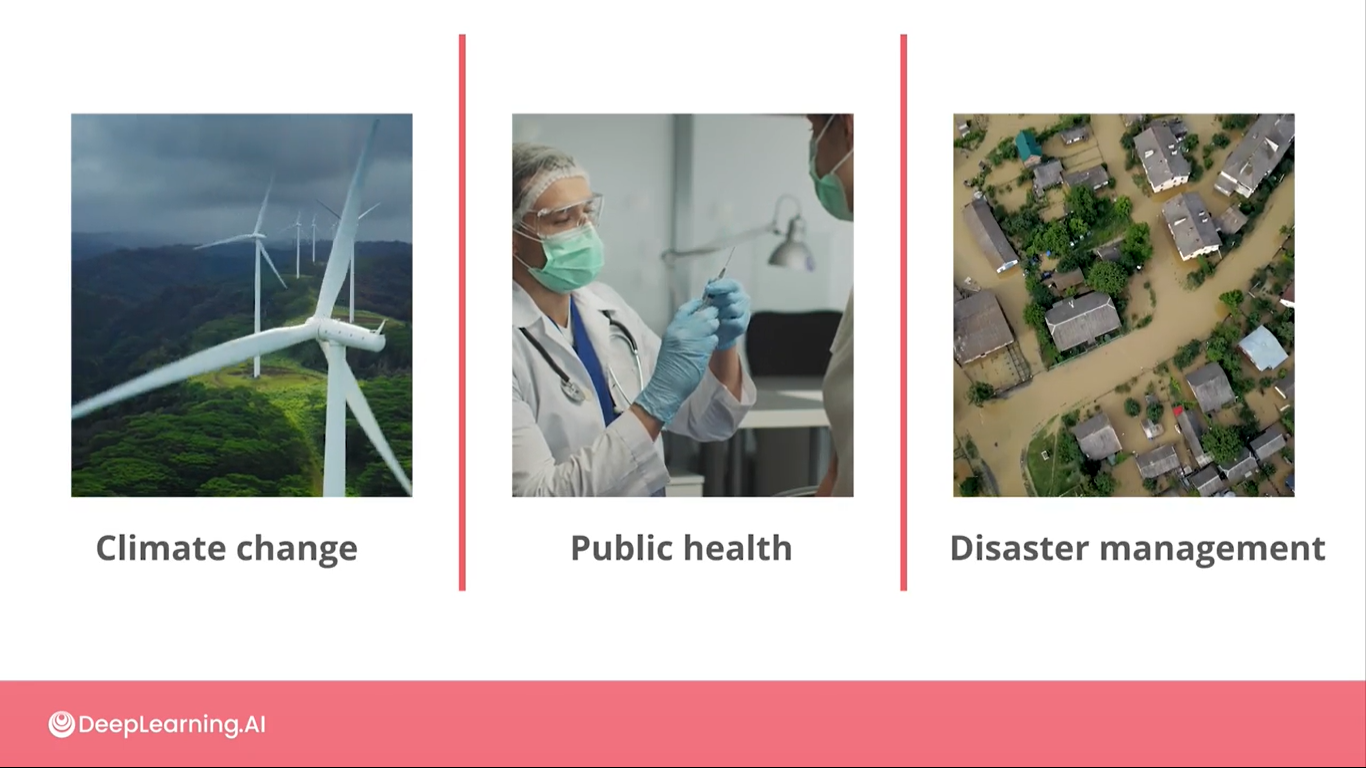 Climate change
Public health
Disaster management
DeepLearning.AI